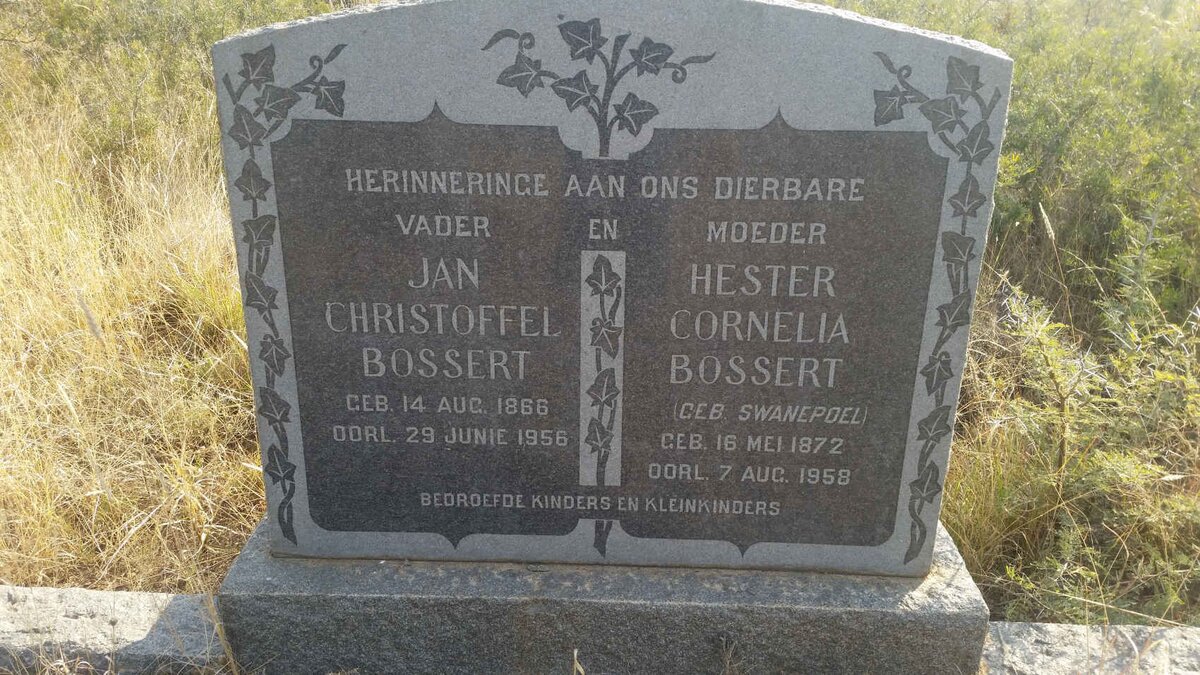 HERINNERINGE AAN ONS DIERBARE
VADER EN MOEDER
JAN
CHRISTOFFEL
BOSSERT
GEB. 14 AUG. 1866
OORL. 29 JUNIE 1956
HESTER
CORNELIA
BOSSERT
(GEB SWANEPOEL)
GEB. 16 MEI 1872
OORL. 7 AUG. 1958
BEDROEFDE KINDERS EN KLEINKINDERS